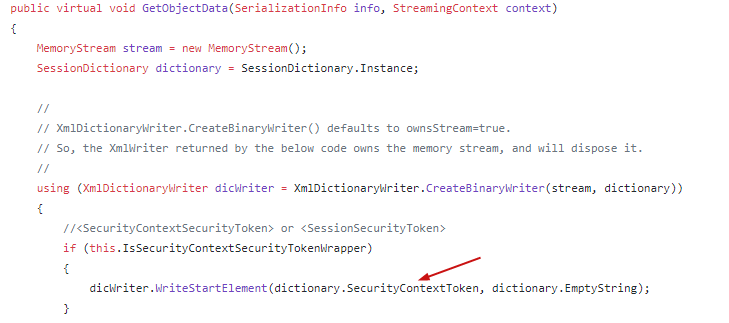 public virtual void GetObjectData(SerializationInfo info, StreamingContext context)
{
MemoryStream stream = new MemoryStream();
SessionDictionary dictionary = SessionDictionary.Instance;
//
// XmlDictionaryWriter.CreateBinaryWriter() defaults to ownsStream=true.
// So, the XmlWriter returned by the below code owns the memory stream, and will dispose it.
//
using (XmlDictionaryWriter dicWriter = XmlDictionaryWriter.CreateBinaryWriter(stream, dictionary))
{
//<SecurityContextSecurityToken> or <SessionSecurityToken>
if (this.IsSecurityContextSecurityTokenWrapper)
{
dicWriter.WriteStartElement(dictionary.SecurityContextToken, dictionary.EmptyString);
}